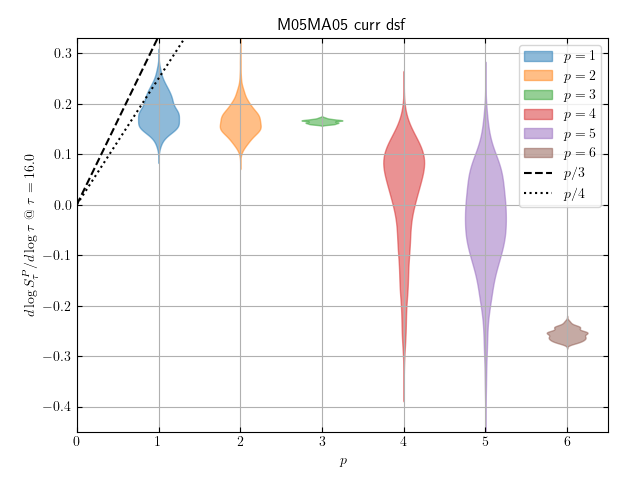 M05MA05 curr dsf
d log S_τ^P / d log τ @ τ = 16.0
0.3
0.2
0.1
0.0
−0.1
−0.2
−0.3
−0.4
0 1 2 3 4 5 6
p
p = 1
p = 2
p = 3
p = 4
p = 5
p = 6
p/3
p/4